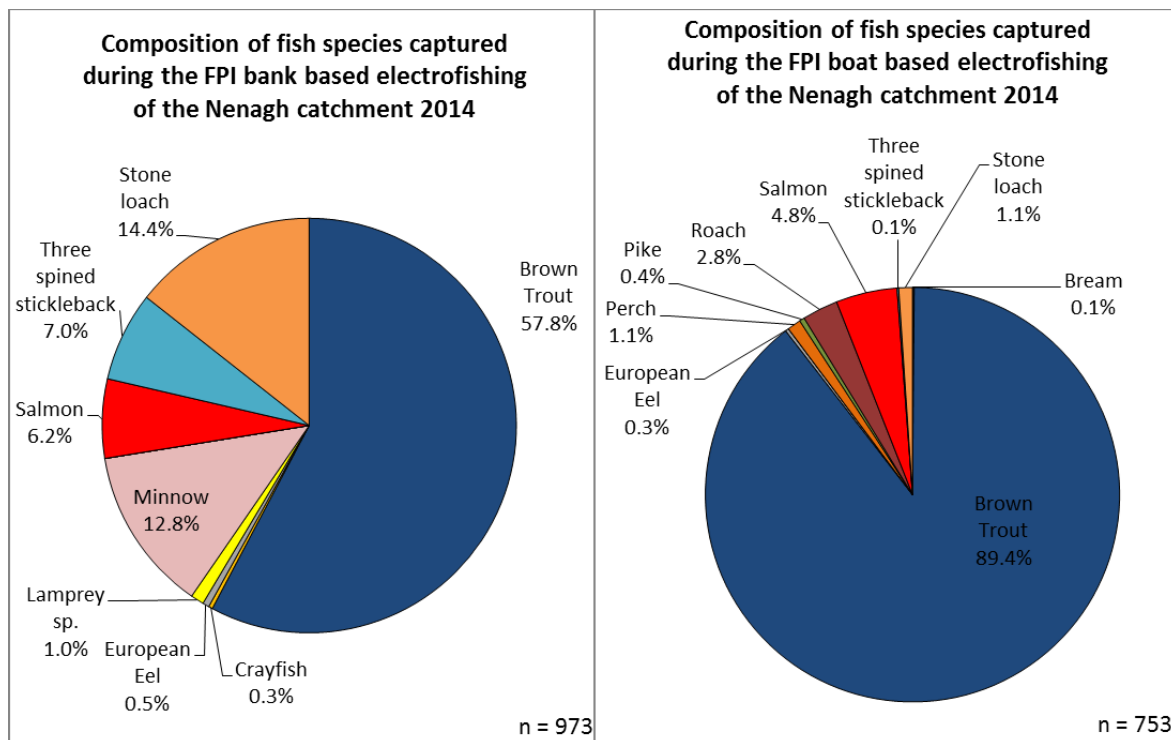 Composition of fish species captured
during the FPI bank based electrofishing
of the Nenagh catchment 2014
Stone
loach
14.4%
Three
spined
stickleback
7.0%
Salmon
6.2%
Minnow
12.8%
Lamprey
sp.
1.0%
European
Eel
0.5%
Crayfish
0.3%
Brown
Trout
57.8%
n = 973
Composition of fish species captured
during the FPI boat based electrofishing
of the Nenagh catchment 2014
Three
spined
stickleback
0.1%
Stone
loach
1.1%
Salmon
4.8%
Roach
2.8%
Pike
0.4%
Perch
1.1%
European
Eel
0.3%
Bream
0.1%
Brown
Trout
89.4%
n = 753